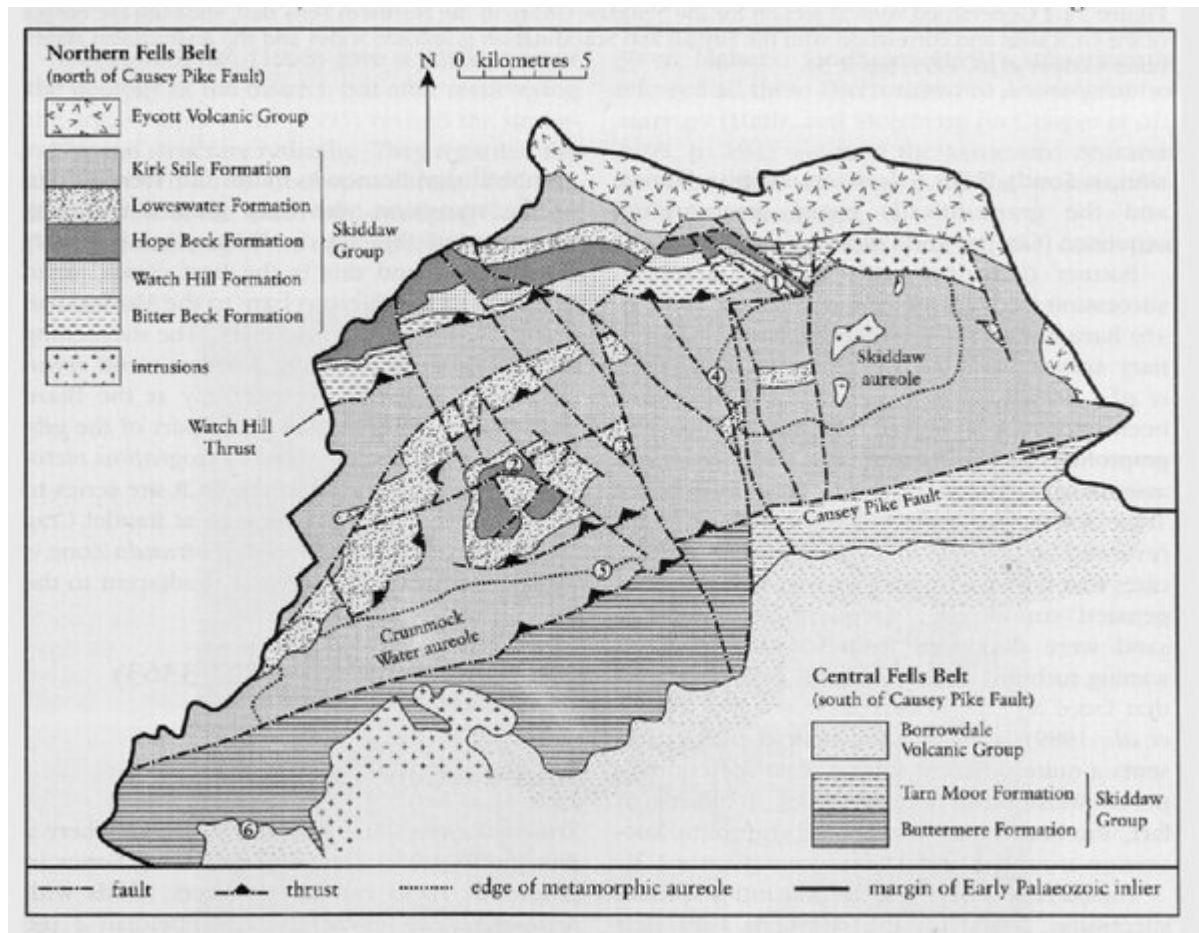 Northern Fells Belt
(north of Causey Pike Fault)
Eycott Volcanic Group
Kirk Stile Formation
Loweswater Formation
Hope Beck Formation
Watch Hill Formation
Bitter Beck Formation
Skiddaw
Group
intrusions
N
0 kilometres 5
Watch Hill
Thrust
1
2
3
4
5
6
Skiddaw
aureole
Causey Pike Fault
Crummock
Water aureole
Central Fells Belt
(south of Causey Pike Fault)
Borrowdale
Volcanic Group
Tarn Moor Formation
Buttermere Formation
Skiddaw
Group
fault
thrust
edge of metamorphic aureole
margin of Early Palaeozoic inlier